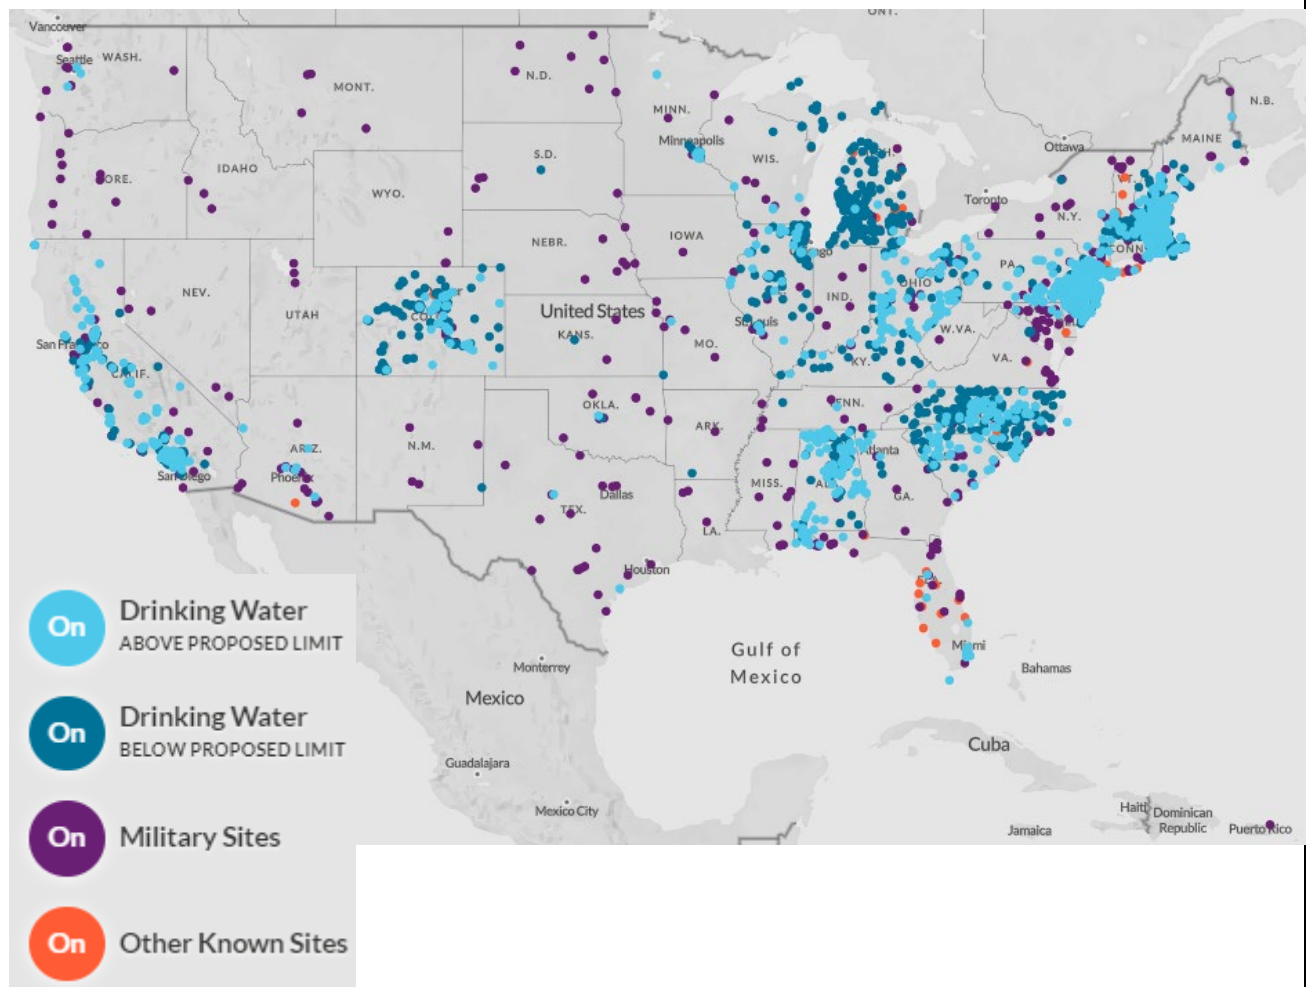 ONT.
Vancouver
WASH.
Seattle
N.D.
MONT.
N.B.
MINN.
MAINE
Minneapolis
Ottawa
S.D.
WIS.
IDAHO
ORE.
WYO.
Toronto
N.Y.
NEBR.
IOWA
CONN
PA.
NEV.
OHIO
IND.
UTAH
United States
KANS.
St. Louis
W.VA.
San Francisco
MO.
VA.
KY.
CALIF.
OKLA.
TENN.
ARK.
ARIZ.
N.M.
Atlanta
San Diego
Phoenix
MISS.
Dallas
GA.
TEX.
LA.
Houston
FLA.
Miami
Gulf of
Mexico
Monterrey
Bahamas
Mexico
Cuba
Guadalajara
Mexico City
Haiti
Dominican
Republic
Jamaica
Puerto Rico
On
Drinking Water
ABOVE PROPOSED LIMIT
On
Drinking Water
BELOW PROPOSED LIMIT
On
Military Sites
On
Other Known Sites